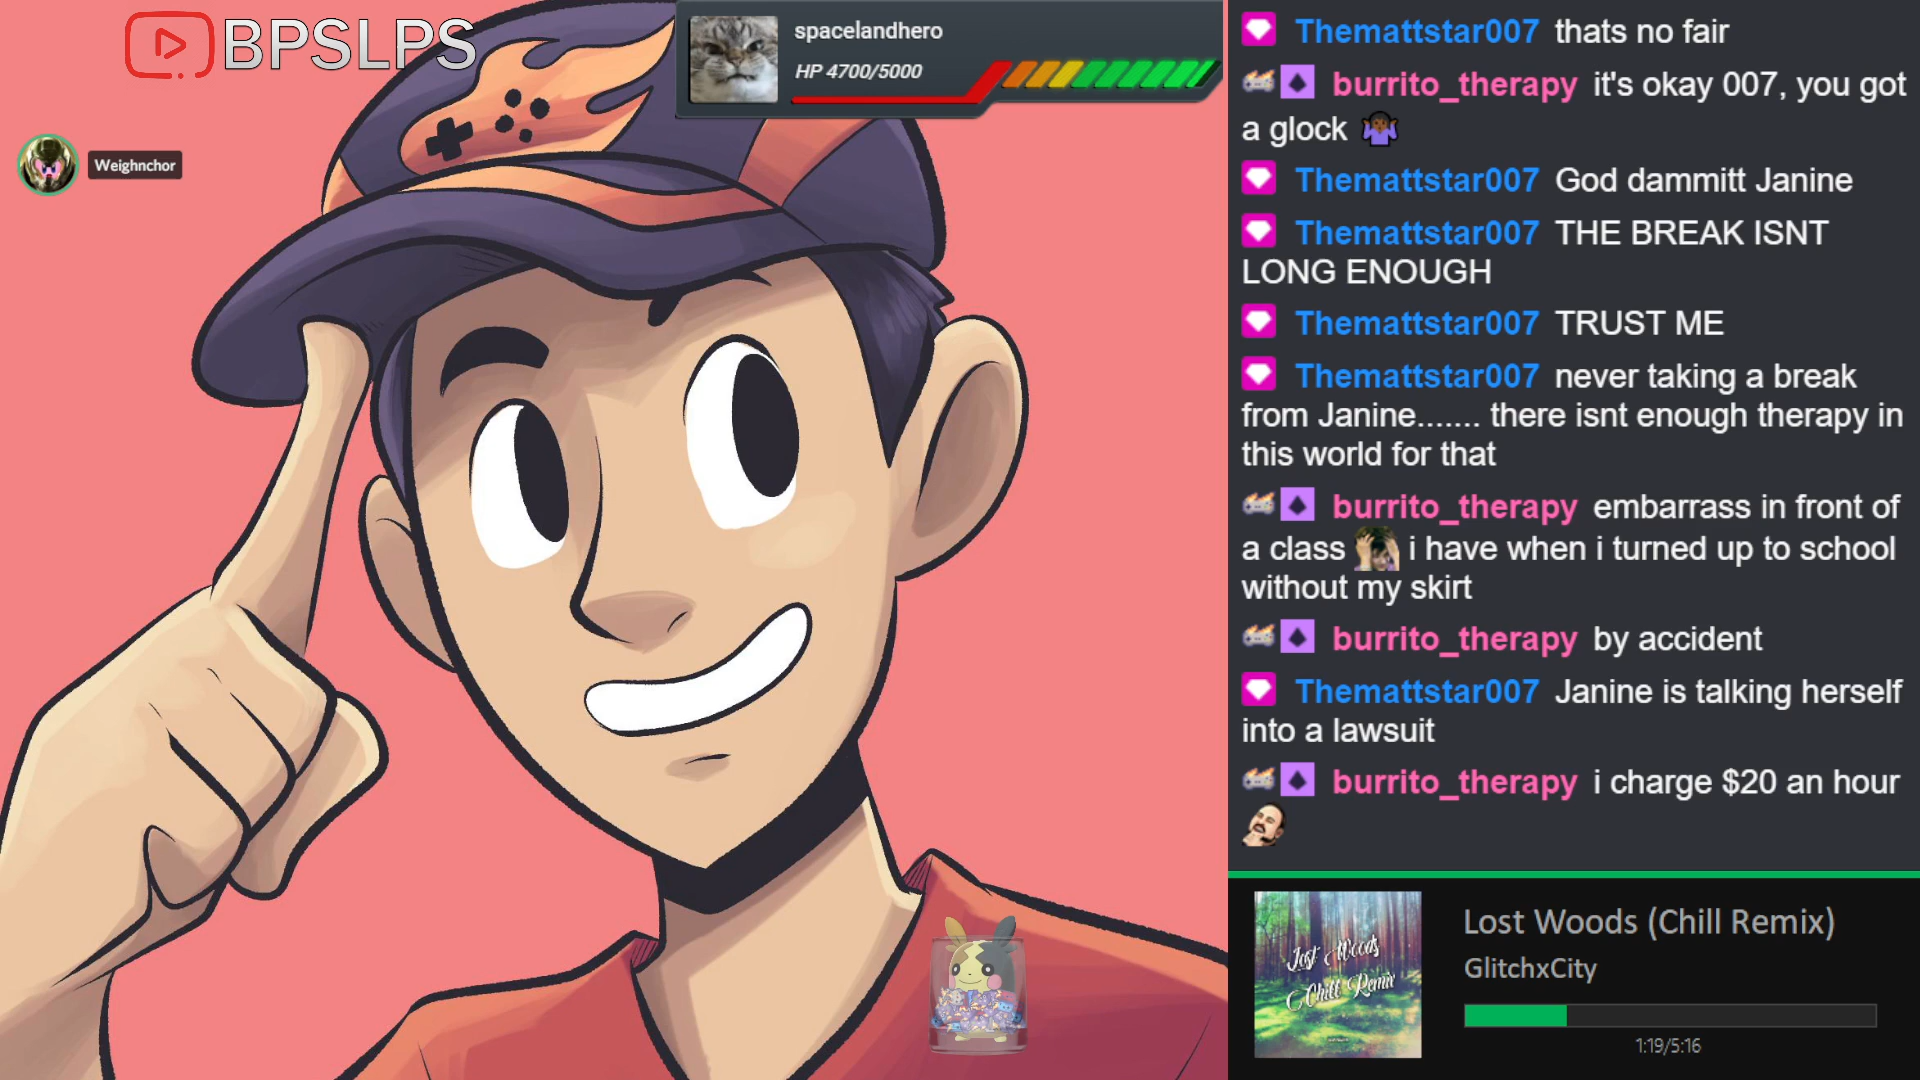 BPSLPS
spacelandhero
HP 4700/5000
Weighnchor
Themattstar007 thats no fair
burrito_therapy it's okay 007, you got
a glock
Themattstar007 God dammitt Janine
Themattstar007 THE BREAK ISNT
LONG ENOUGH
Themattstar007 TRUST ME
Themattstar007 never taking a break
from Janine....... there isnt enough therapy in
this world for that
burrito_therapy embarrass in front of
a class i have when i turned up to school
without my skirt
burrito_therapy by accident
Themattstar007 Janine is talking herself
into a lawsuit
burrito_therapy i charge $20 an hour
Lost Woods
Chill Remix
Lost Woods (Chill Remix)
GlitchxCity
1:19/5:16